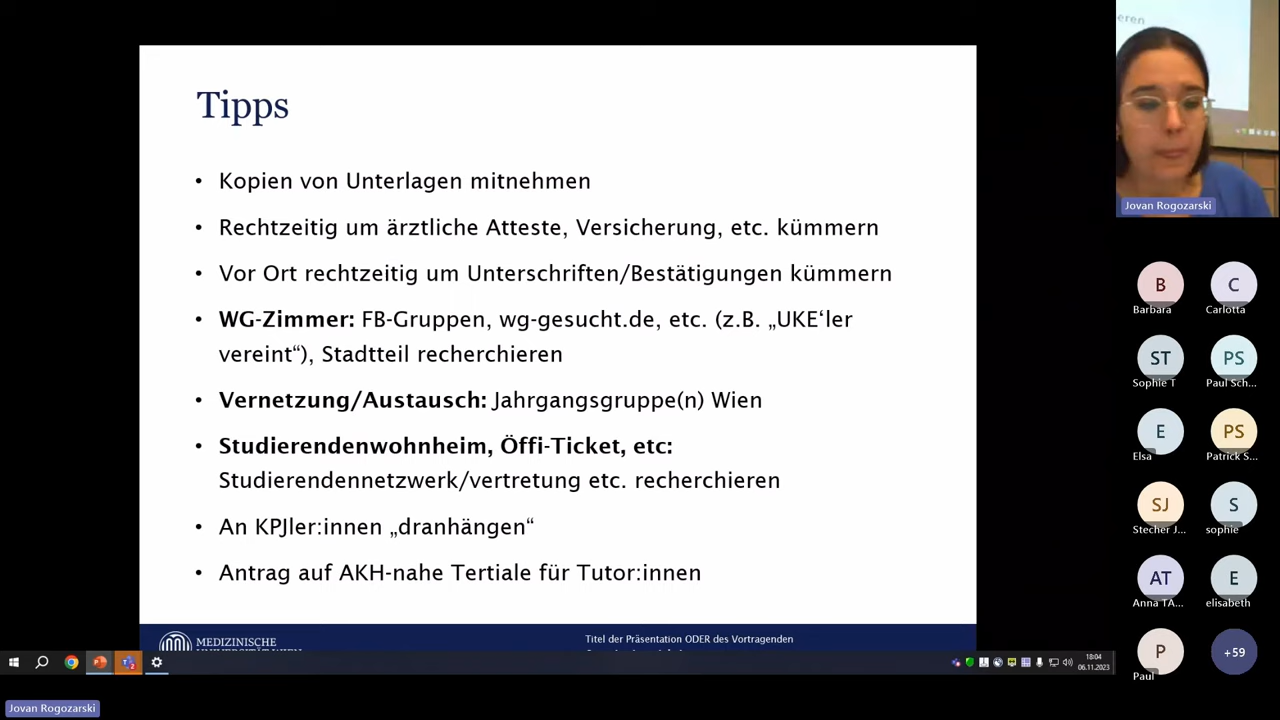 Tipps
• Kopien von Unterlagen mitnehmen
• Rechtzeitig um ärztliche Atteste, Versicherung, etc. kümmern
• Vor Ort rechtzeitig um Unterschriften/Bestätigungen kümmern
• WG-Zimmer: FB-Gruppen, wg-gesucht.de, etc. (z.B. „UKE‘ler
vereint“), Stadtteil recherchieren
• Vernetzung/Austausch: Jahrgangsgruppe(n) Wien
• Studierendenwohnheim, Öffi-Ticket, etc:
Studierendennetzwerk/vertretung etc. recherchieren
• An KPJler:innen „dranhängen“
• Antrag auf AKH-nahe Tertiale für Tutor:innen
MEDIZINISCHE
Titel der Präsentation ODER des Vortragenden
18:04
06.11.2023
Jovan Rogozarski
eren
Jovan Rogozarski
B
Barbara
C
Carlotta
ST
Sophie T
PS
Paul Sch...
E
Elsa
PS
Patrick S...
SJ
Stecher J...
S
sophie
AT
Anna TA...
E
elisabeth
P
Paul
+59